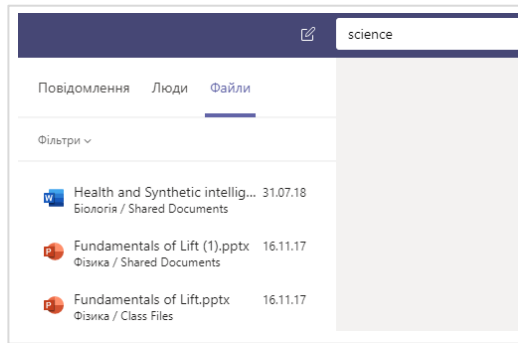 science
Повідомлення Люди Файли
Фільтри
Health and Synthetic intellig... 31.07.18
Біологія / Shared Documents
Fundamentals of Lift (1).pptx 16.11.17
Фізика / Shared Documents
Fundamentals of Lift.pptx 16.11.17
Фізика / Class Files